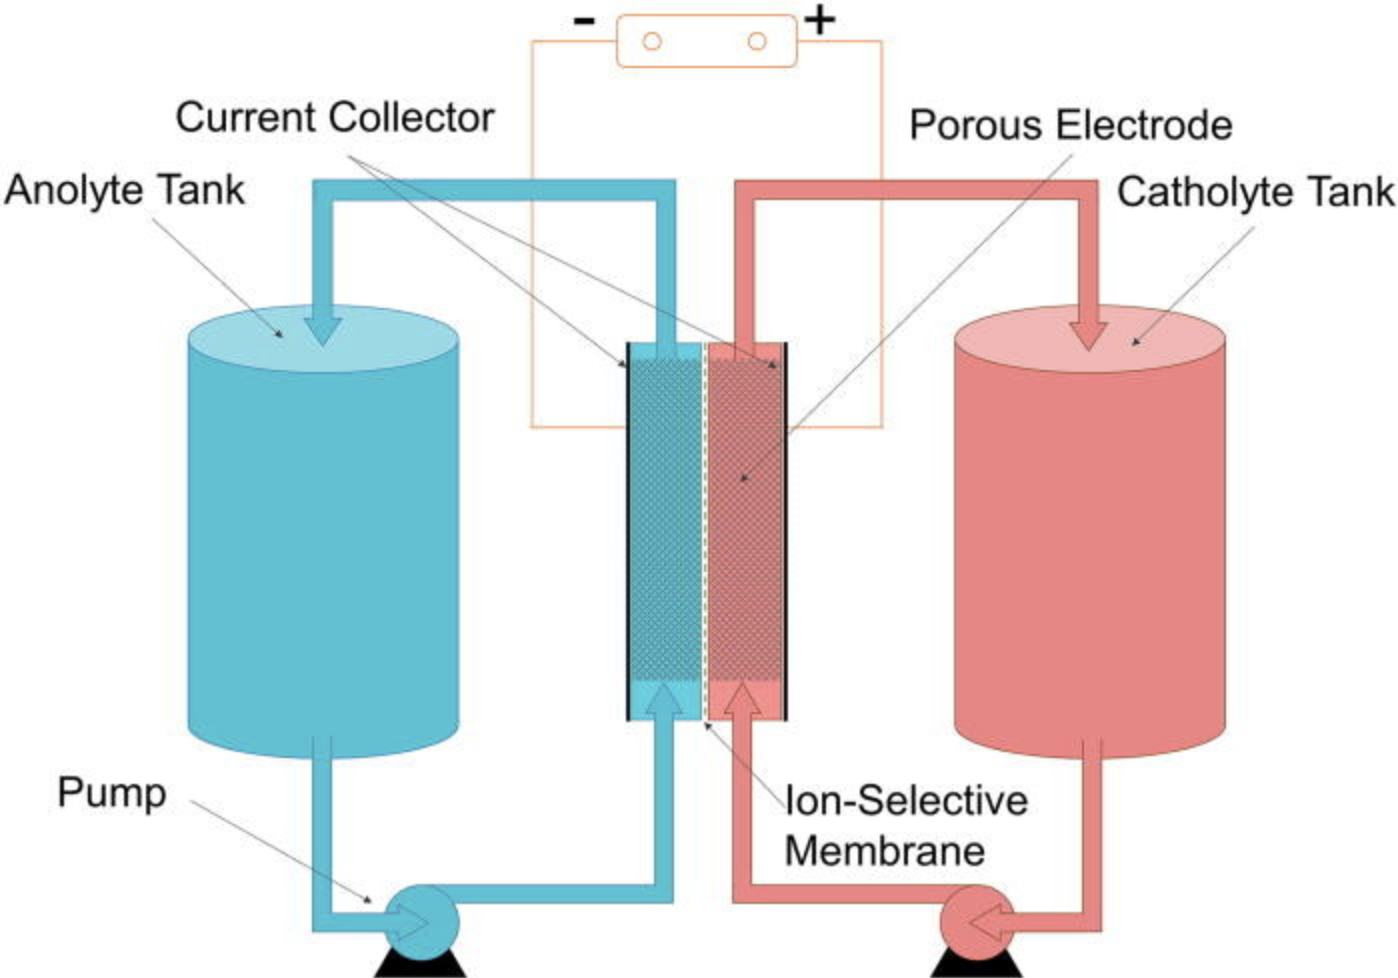 - +
Current Collector
Porous Electrode
Anolyte Tank
Catholyte Tank
Pump
Ion-Selective
Membrane